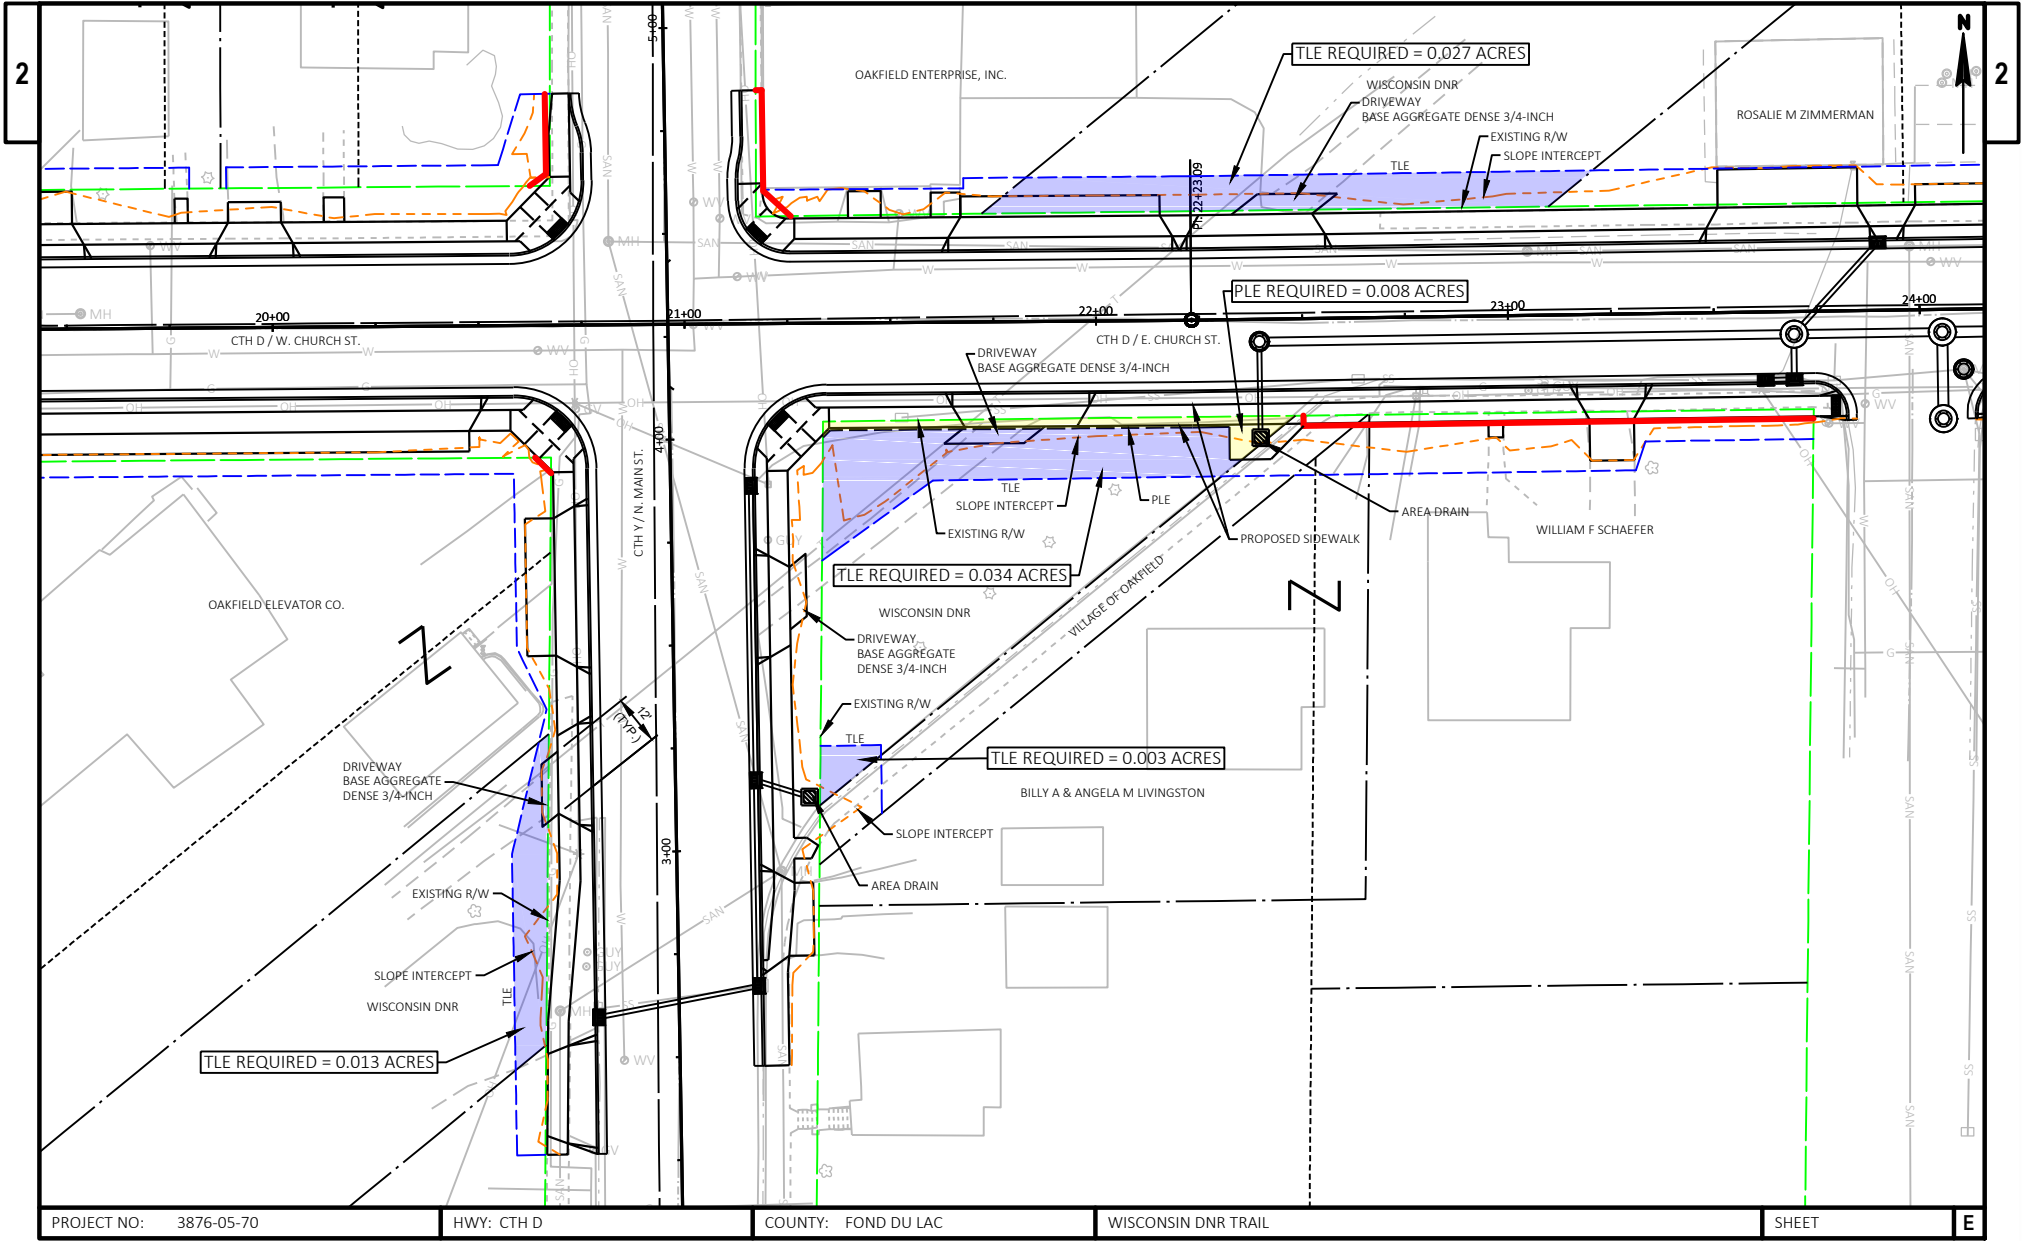 2
2
N
5+00
OAKFIELD ENTERPRISE, INC.
TLE REQUIRED = 0.027 ACRES
WISCONSIN DNR
DRIVEWAY
BASE AGGREGATE DENSE 3/4-INCH
EXISTING R/W
SLOPE INTERCEPT
TLE
ROSALIE M ZIMMERMAN
PLE REQUIRED = 0.008 ACRES
20+00
21+00
22+00
23+00
24+00
CTH D / W. CHURCH ST.
CTH D / E. CHURCH ST.
DRIVEWAY
BASE AGGREGATE DENSE 3/4-INCH
4+00
CTH Y / N. MAIN ST.
TLE
SLOPE INTERCEPT
PLE
AREA DRAIN
EXISTING R/W
PROPOSED SIDEWALK
WILLIAM F SCHAEFER
TLE REQUIRED = 0.034 ACRES
VILLAGE OF OAKFIELD
OAKFIELD ELEVATOR CO.
WISCONSIN DNR
DRIVEWAY
BASE AGGREGATE
DENSE 3/4-INCH
EXISTING R/W
12'
(TYP.)
TLE
TLE REQUIRED = 0.003 ACRES
DRIVEWAY
BASE AGGREGATE
DENSE 3/4-INCH
BILLY A & ANGELA M LIVINGSTON
SLOPE INTERCEPT
3+00
EXISTING R/W
AREA DRAIN
SLOPE INTERCEPT
TLE
WISCONSIN DNR
TLE REQUIRED = 0.013 ACRES
MH
WV
GUY
SAN
OH
SS
W
G
PROJECT NO: 3876-05-70
HWY: CTH D
COUNTY: FOND DU LAC
WISCONSIN DNR TRAIL
SHEET
E